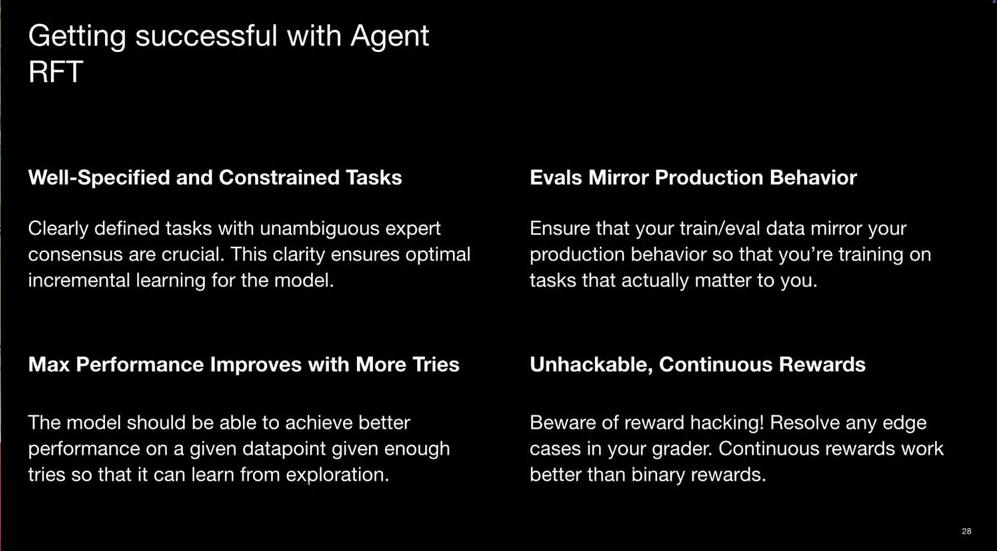 Getting successful with Agent
RFT
Well-Specified and Constrained Tasks
Clearly defined tasks with unambiguous expert
consensus are crucial. This clarity ensures optimal
incremental learning for the model.
Evals Mirror Production Behavior
Ensure that your train/eval data mirror your
production behavior so that you’re training on
tasks that actually matter to you.
Max Performance Improves with More Tries
The model should be able to achieve better
performance on a given datapoint given enough
tries so that it can learn from exploration.
Unhackable, Continuous Rewards
Beware of reward hacking! Resolve any edge
cases in your grader. Continuous rewards work
better than binary rewards.
28